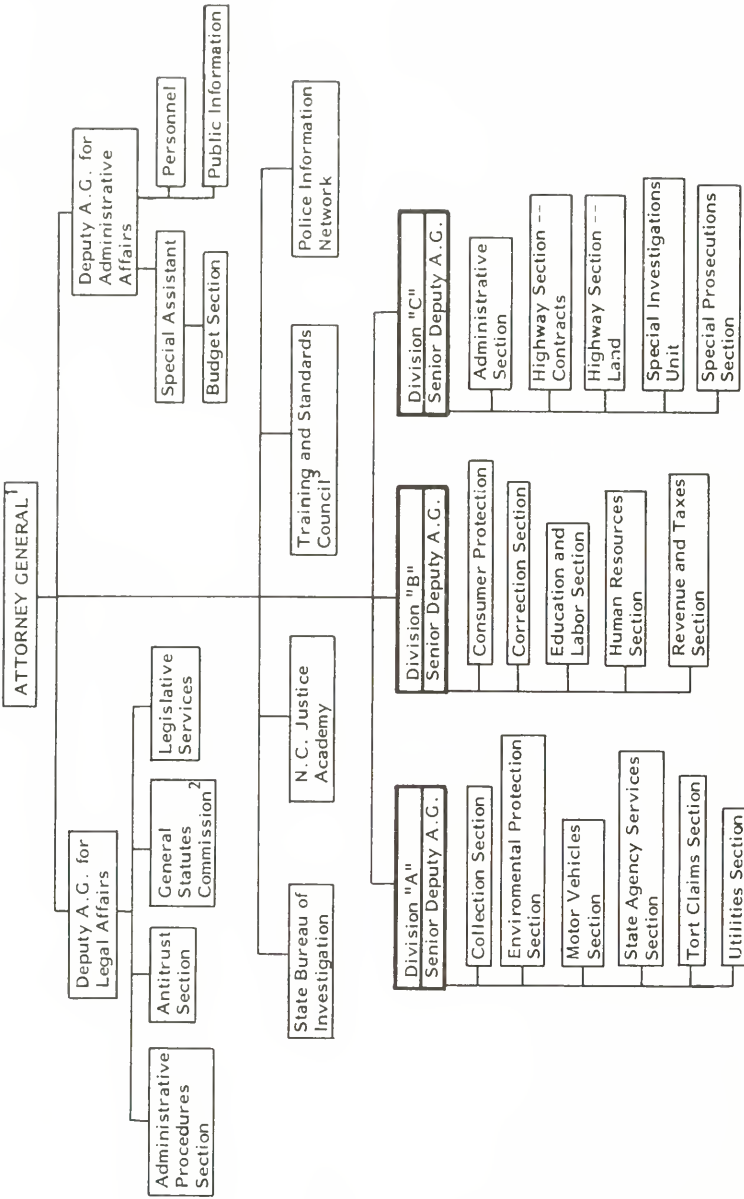 ATTORNEY GENERAL1
Deputy A.G. for
Legal Affairs
Administrative
Procedures
Section
Antitrust
Section
General
Statutes
Commission2
Legislative
Services
Deputy A.G. for
Administrative
Affairs
Special Assistant
Budget Section
Personnel
Public Information
State Bureau of
Investigation
N.C. Justice
Academy
Training and Standards
Council3
Police Information
Network
Division "A"
Senior Deputy A.G.
Collection Section
Enviromental Protection
Section
Motor Vehicles
Section
State Agency Services
Section
Tort Claims Section
Utilities Section
Division "B"
Senior Deputy A.G.
Consumer Protection
Correction Section
Education and
Labor Section
Human Resources
Section
Revenue and Taxes
Section
Division "C"
Senior Deputy A.G.
Administrative
Section
Highway Section --
Contracts
Highway Section --
Land
Special Investigations
Unit
Special Prosecutions
Section